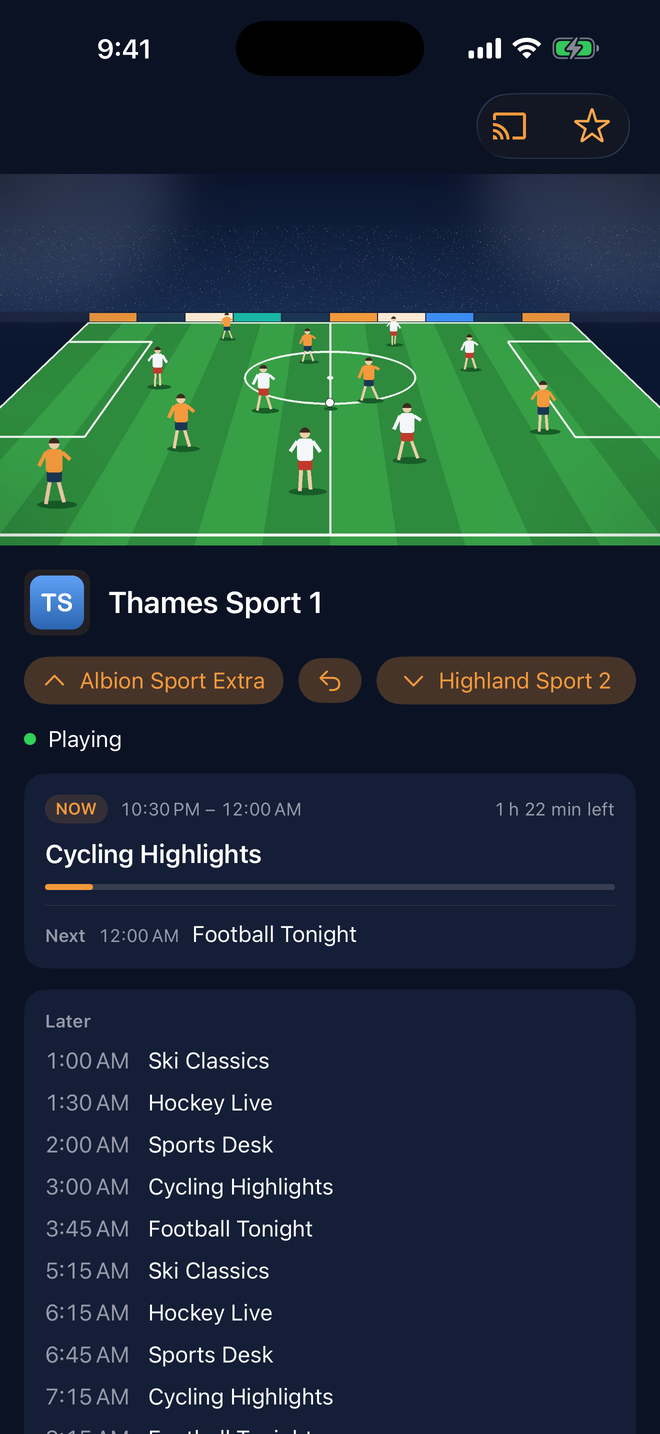 9:41
TS Thames Sport 1
Albion Sport Extra Highland Sport 2
Playing
NOW 10:30 PM – 12:00 AM 1 h 22 min left
Cycling Highlights
Next 12:00 AM Football Tonight
Later
1:00 AM Ski Classics
1:30 AM Hockey Live
2:00 AM Sports Desk
3:00 AM Cycling Highlights
3:45 AM Football Tonight
5:15 AM Ski Classics
6:15 AM Hockey Live
6:45 AM Sports Desk
7:15 AM Cycling Highlights